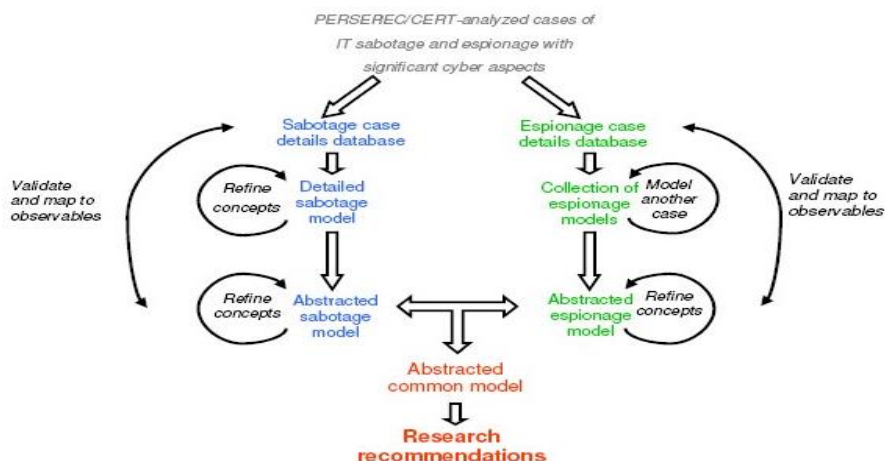 PERSEREC/CERT-analyzed cases of
IT sabotage and espionage with
significant cyber aspects
Sabotage case
details database
Espionage case
details database
Validate
and map to
observables
Refine
concepts
Detailed
sabotage
model
Collection of
espionage
models
Model
another
case
Validate
and map to
observables
Refine
concepts
Abstracted
sabotage
model
Abstracted
espionage
model
Refine
concepts
Abstracted
common model
Research
recommendations